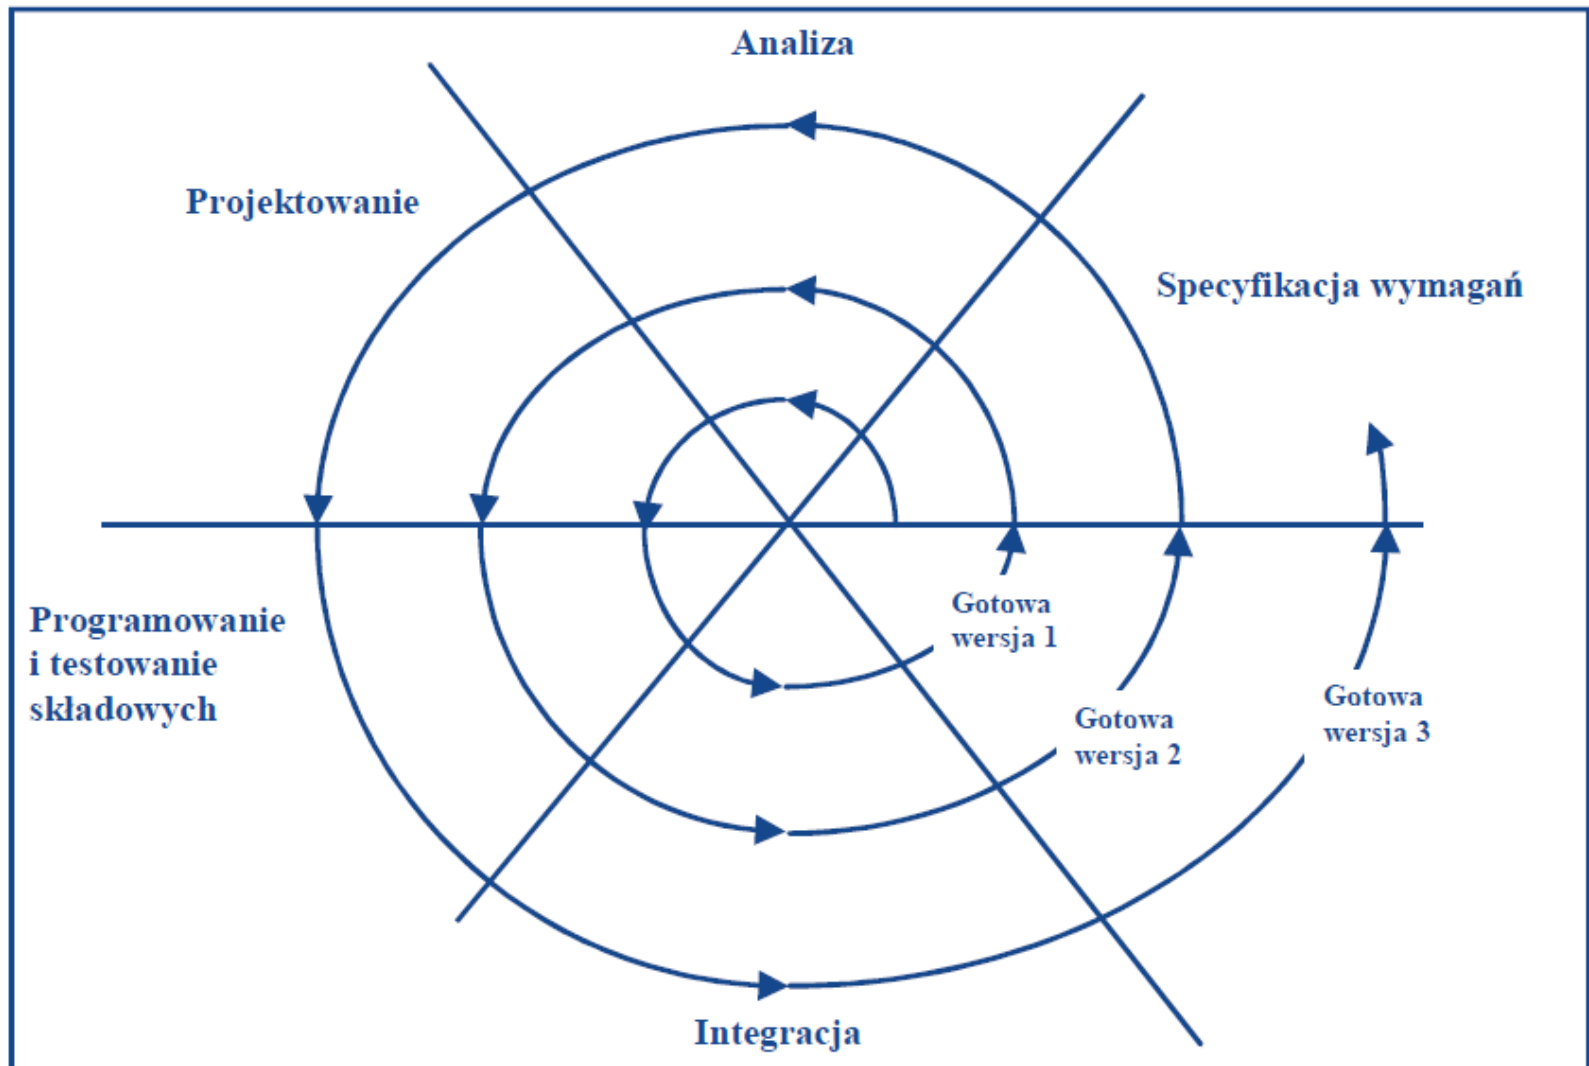 Analiza
Projektowanie
Specyfikacja wymagań
Programowanie
i testowanie
składowych
Gotowa
wersja 1
Gotowa
wersja 2
Gotowa
wersja 3
Integracja